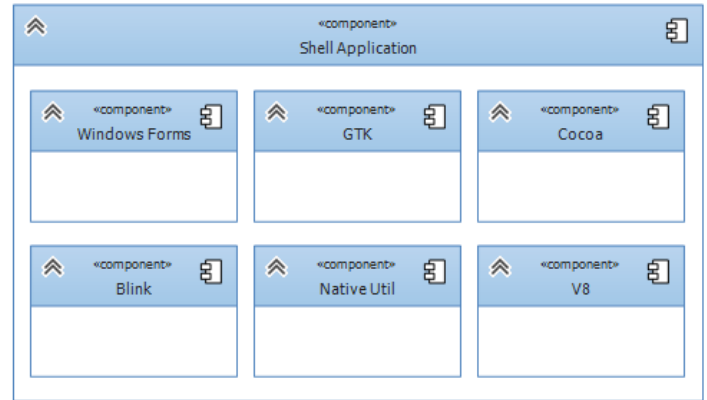 «component»
Shell Application
«component»
Windows Forms
«component»
GTK
«component»
Cocoa
«component»
Blink
«component»
Native Util
«component»
V8